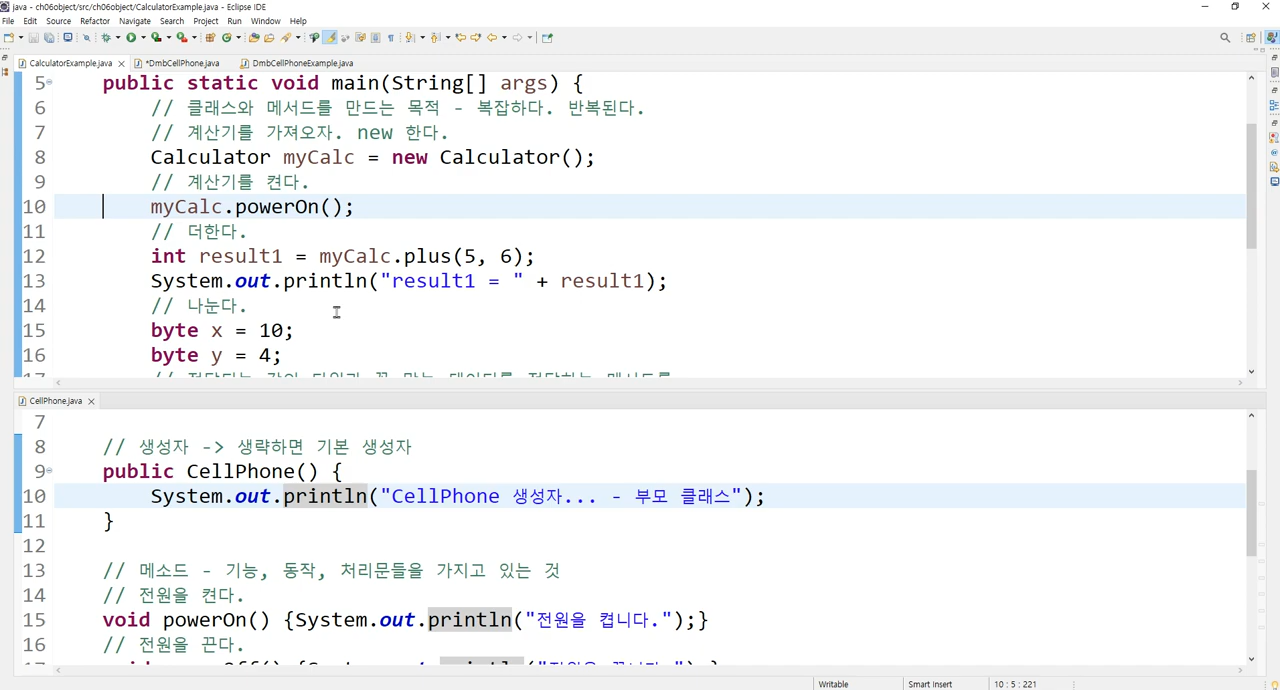 java - ch06object/src/ch06object/CalculatorExample.java - Eclipse IDE
File Edit Source Refactor Navigate Search Project Run Window Help
CalculatorExample.java *DmbCellPhone.java DmbCellPhoneExample.java
5 public static void main(String[] args) {
6 // 클래스와 메서드를 만드는 목적 - 복잡하다. 반복된다.
7 // 계산기를 가져오자. new 한다.
8 Calculator myCalc = new Calculator();
9 // 계산기를 켠다.
10 myCalc.powerOn();
11 // 더한다.
12 int result1 = myCalc.plus(5, 6);
13 System.out.println("result1 = " + result1);
14 // 나눈다.
15 byte x = 10;
16 byte y = 4;
CellPhone.java
7
8 // 생성자 -> 생략하면 기본 생성자
9 public CellPhone() {
10 System.out.println("CellPhone 생성자... - 부모 클래스");
11 }
12
13 // 메소드 - 기능, 동작, 처리문들을 가지고 있는 것
14 // 전원을 켠다.
15 void powerOn() {System.out.println("전원을 켭니다.");}
16 // 전원을 끈다.
Writable Smart Insert 10 : 5 : 221